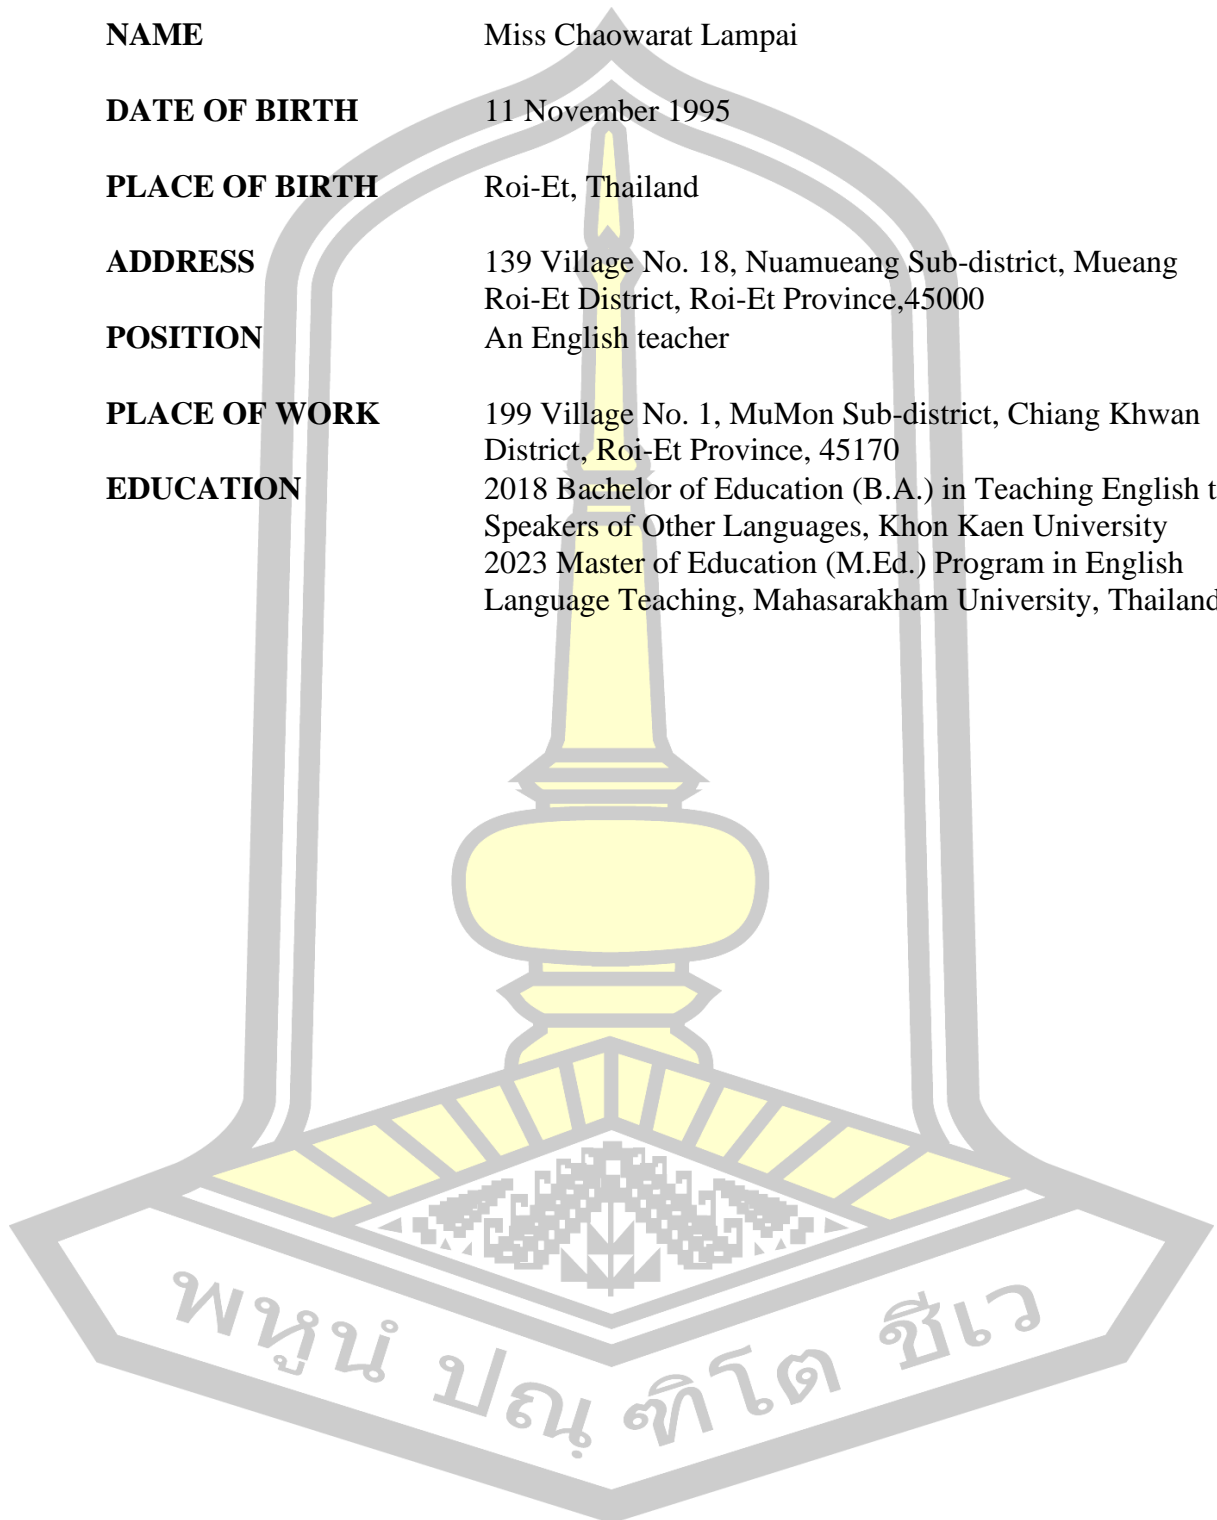 NAME Miss Chaowarat Lampai
DATE OF BIRTH 11 November 1995
PLACE OF BIRTH Roi-Et, Thailand
ADDRESS 139 Village No. 18, Nuamueang Sub-district, Mueang
Roi-Et District, Roi-Et Province,45000
POSITION An English teacher
PLACE OF WORK 199 Village No. 1, MuMon Sub-district, Chiang Khwan
District, Roi-Et Province, 45170
EDUCATION 2018 Bachelor of Education (B.A.) in Teaching English t
Speakers of Other Languages, Khon Kaen University
2023 Master of Education (M.Ed.) Program in English
Language Teaching, Mahasarakham University, Thailand
พหูนํ ปณฺ ฑิโต ชีเว